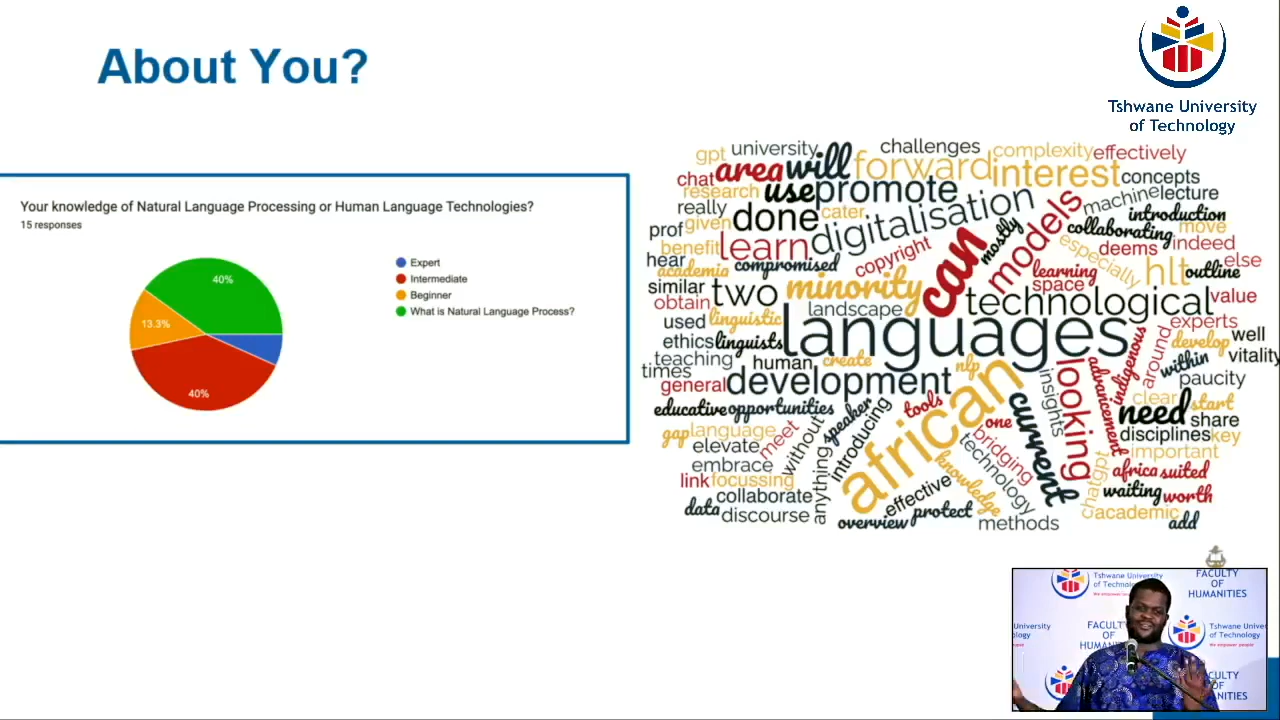 About You?
Tshwane University
of Technology
Your knowledge of Natural Language Processing or Human Language Technologies?
15 responses
40%
13.3%
40%
Expert
Intermediate
Beginner
What is Natural Language Process?
gpt
university
challenges
complexity
effectively
chat
area
will
forward
interest
concepts
research
use
promote
machine
lecture
really
given
done
cater
digitalisation
mostly
models
introduction
prof
learn
collaborating
move
benefit
hear
academia
compromised
copyright
can
especially
deems
indeed
else
similar
two
minority
learning
hlt
outline
obtain
landscape
space
technological
value
used
linguistic
languages
experts
ethics
linguists
develop
well
teaching
human
create
nlp
indigenous
around
within
vitality
times
development
african
insights
looking
advancement
paucity
general
educative
opportunities
speaker
introducing
tools
current
clear
need
start
share
gap
language
meet
without
one
disciplines
key
elevate
bridging
important
embrace
technology
knowledge
africa
suited
link
focussing
anything
effective
chatgpt
waiting
worth
collaborate
data
discourse
overview
protect
methods
academic
add
Tshwane University
of Technology
We empower people
FACULTY
OF
HUMANITIES
University
FACULTY
OF
Tshwane Univer
of Technology
We empower people